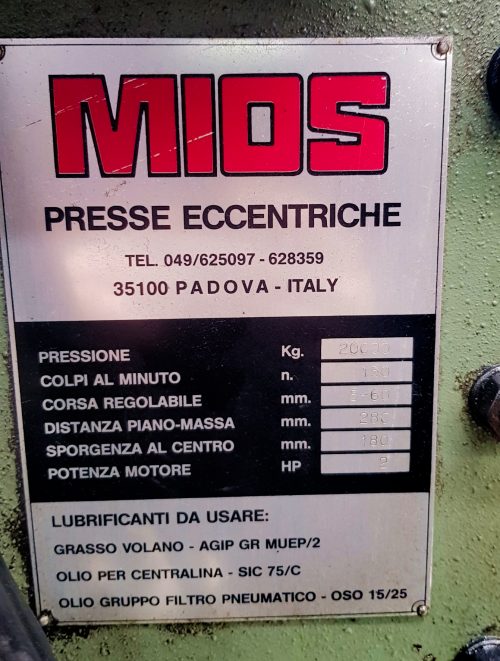 MIOS
PRESSE ECCENTRICHE
TEL. 049/625097 - 628359
35100 PADOVA - ITALY
PRESSIONE Kg. 20000
COLPI AL MINUTO n.
CORSA REGOLABILE mm.
DISTANZA PIANO-MASSA mm. 280
SPORGENZA AL CENTRO mm. 180
POTENZA MOTORE HP 2
LUBRIFICANTI DA USARE:
GRASSO VOLANO - AGIP GR MUEP/2
OLIO PER CENTRALINA - SIC 75/C
OLIO GRUPPO FILTRO PNEUMATICO - OSO 15/25